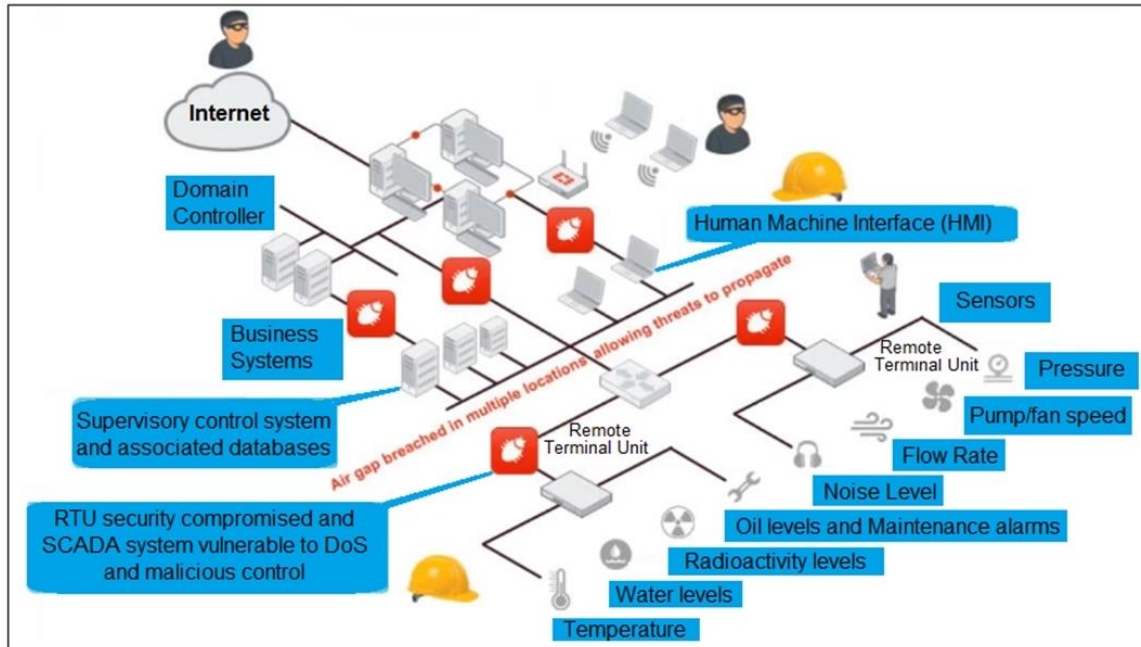 Internet
Domain
Controller
Human Machine Interface (HMI)
Sensors
Business
Systems
Remote
Terminal Unit
Pressure
Air gap breached in multiple locations, allowing threats to propagate
Pump/fan speed
Supervisory control system
and associated databases
Remote
Terminal Unit
Flow Rate
Noise Level
RTU security compromised and
SCADA system vulnerable to DoS
and malicious control
Oil levels and Maintenance alarms
Radioactivity levels
Water levels
Temperature